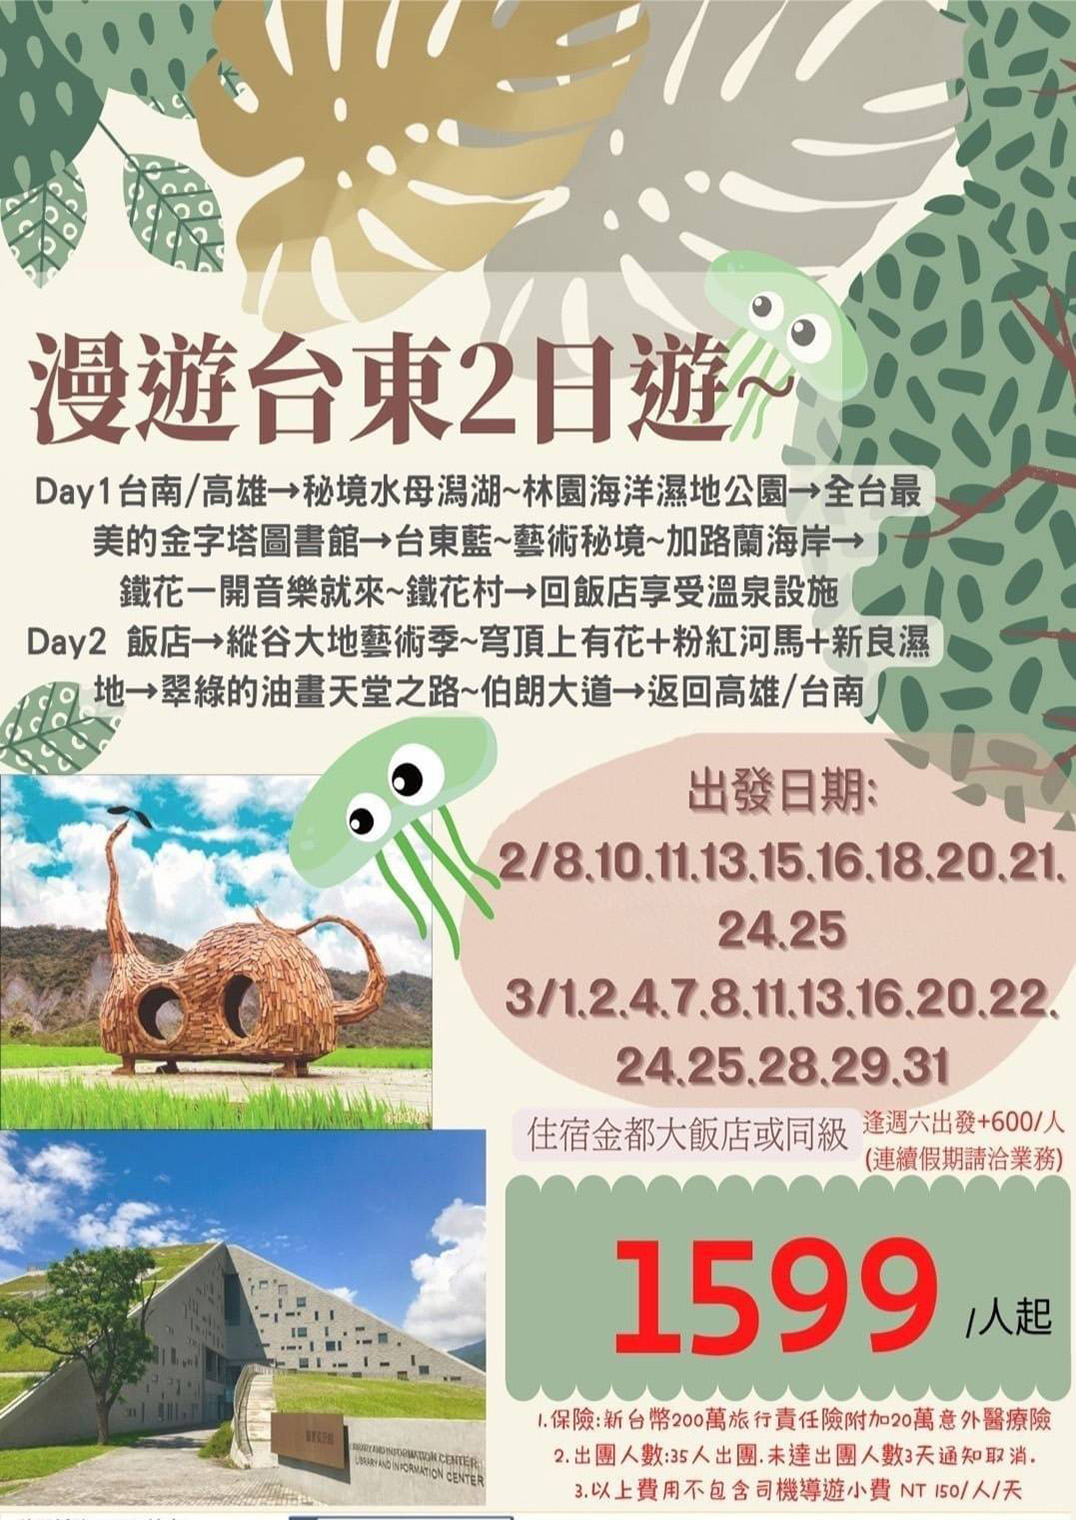 漫遊台東2日遊~
Day1台南/高雄→秘境水母潟湖~林園海洋濕地公園→全台最
美的金字塔圖書館→台東藍~藝術秘境~加路蘭海岸→
鐵花一開音樂就來~鐵花村→回飯店享受溫泉設施
Day2 飯店→縱谷大地藝術季~穹頂上有花+粉紅河馬+新良濕
地→翠綠的油畫天堂之路~伯朗大道→返回高雄/台南
出發日期:
2/8.10.11.13.15.16.18.20.21.
24.25
3/1.2.4.7.8.11.13.16.20.22.
24.25.28.29.31
住宿金都大飯店或同級
逢週六出發+600/人
(連續假期請洽業務)
1599/人起
1.保險:新台幣200萬旅行責任險附加20萬意外醫療險
2.出團人數:35人出團.未達出團人數3天通知取消.
3.以上費用不包含司機導遊小費 NT 150/人/天
LIBRARY AND INFORMATION CENTER
LIBRARY AND INFORMATION CENTER